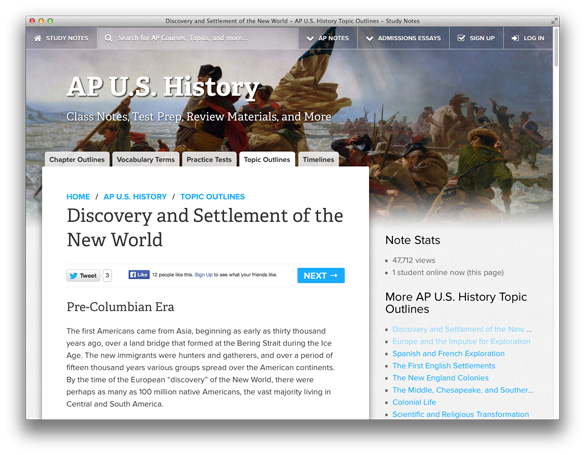 Discovery and Settlement of the New World – AP U.S. History Topic Outlines – Study Notes
STUDY NOTES Search for AP Courses, Topics, and more... AP NOTES ADMISSIONS ESSAYS SIGN UP LOG IN
AP U.S. History
Class Notes, Test Prep, Review Materials, and More
Chapter Outlines Vocabulary Terms Practice Tests Topic Outlines Timelines
HOME / AP U.S. HISTORY / TOPIC OUTLINES
Discovery and Settlement of the
New World
Tweet 3 Like 12 people like this. Sign Up to see what your friends like. NEXT →
Pre-Columbian Era
The first Americans came from Asia, beginning as early as thirty thousand
years ago, over a land bridge that formed at the Bering Strait during the Ice
Age. The new immigrants were hunters and gatherers, and over a period of
fifteen thousand years various groups spread over the American continents.
By the time of the European “discovery” of the New World, there were
perhaps as many as 100 million native Americans, the vast majority living in
Central and South America.
Note Stats
47,712 views
1 student online now (this page)
More AP U.S. History Topic
Outlines
Discovery and Settlement of the New ...
Europe and the Impulse for Exploration
Spanish and French Exploration
The First English Settlements
The New England Colonies
The Middle, Chesapeake, and Souther...
Colonial Life
Scientific and Religious Transformation